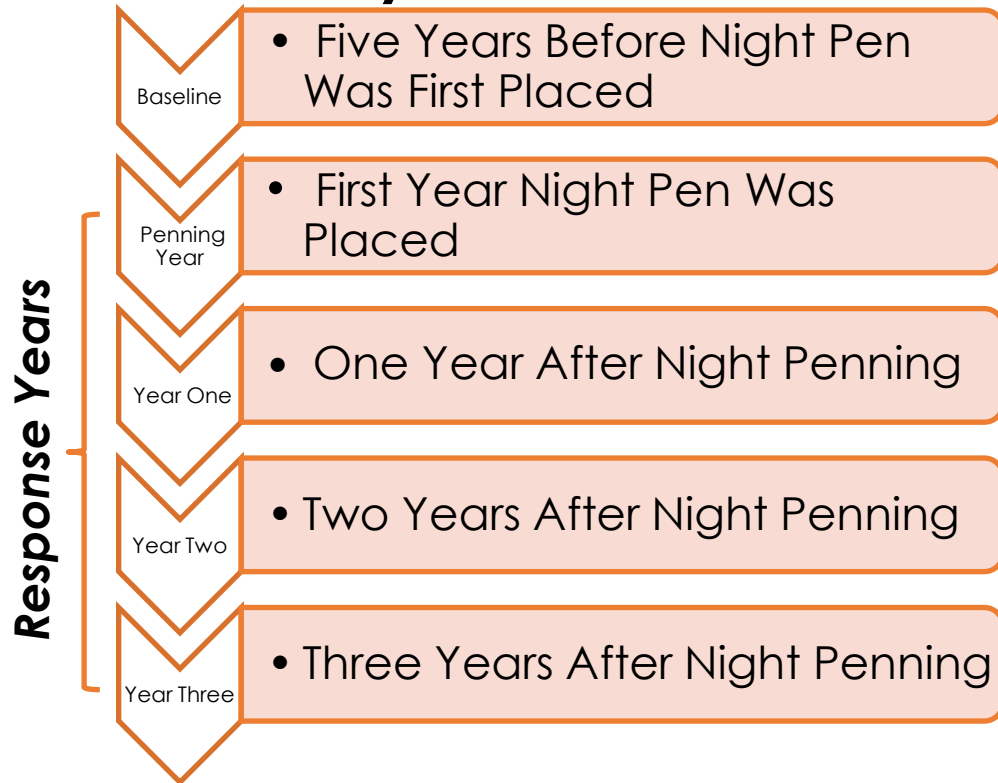 Baseline
• Five Years Before Night Pen
Was First Placed
Response Years
Penning
Year
• First Year Night Pen Was
Placed
Year One
• One Year After Night Penning
Year Two
• Two Years After Night Penning
Year Three
• Three Years After Night Penning